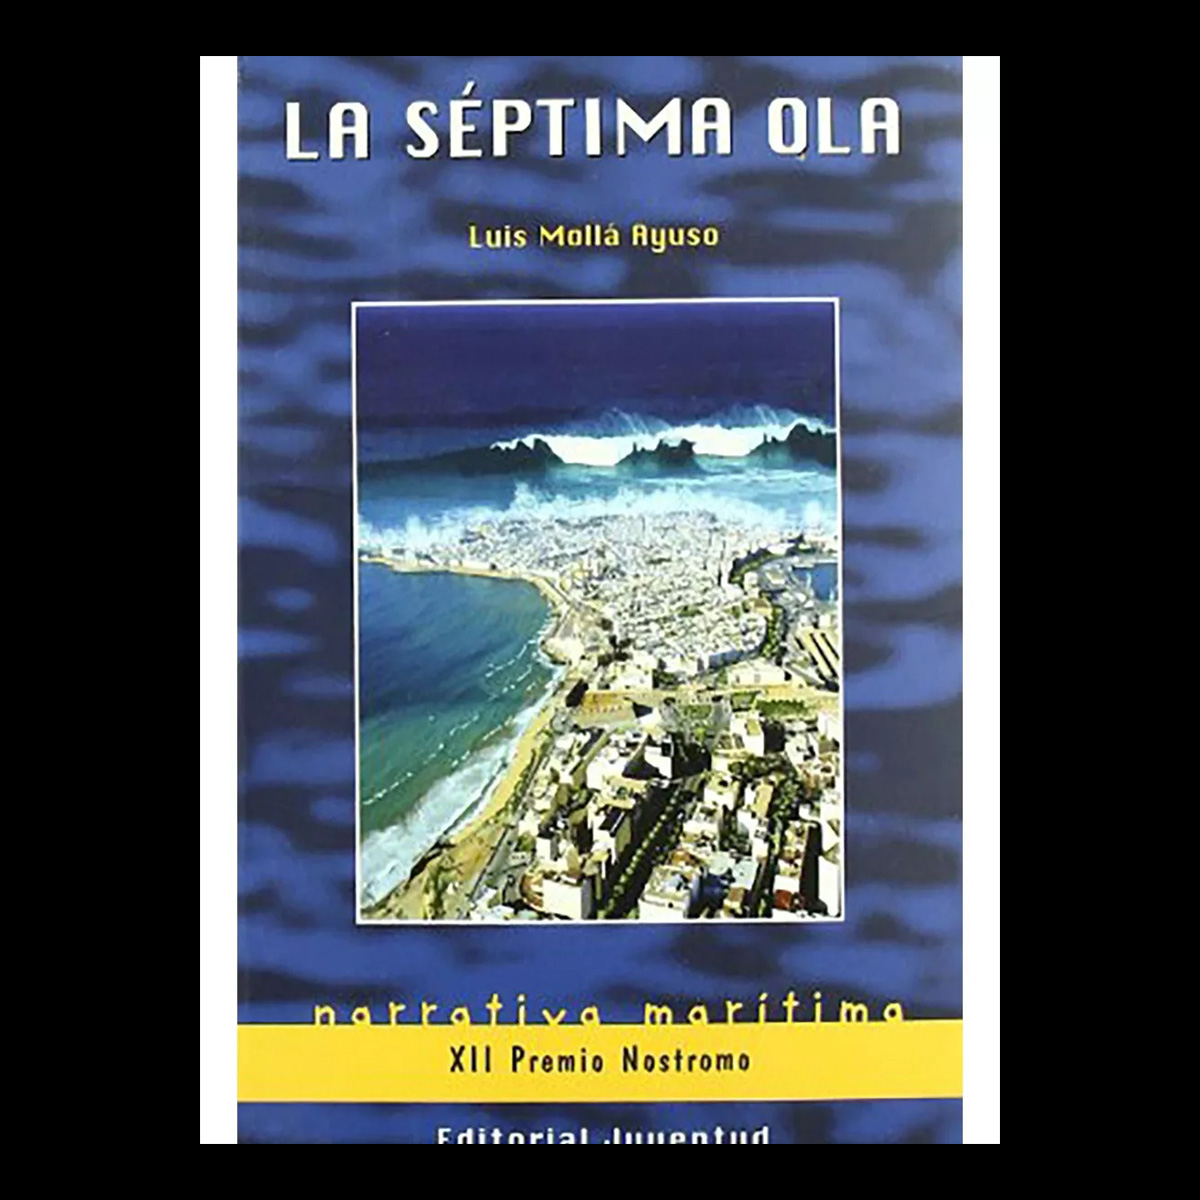 LA SÉPTIMA OLA
Luis Mollá Ayuso
narrativa marítima
XII Premio Nostromo
Editorial Juventud